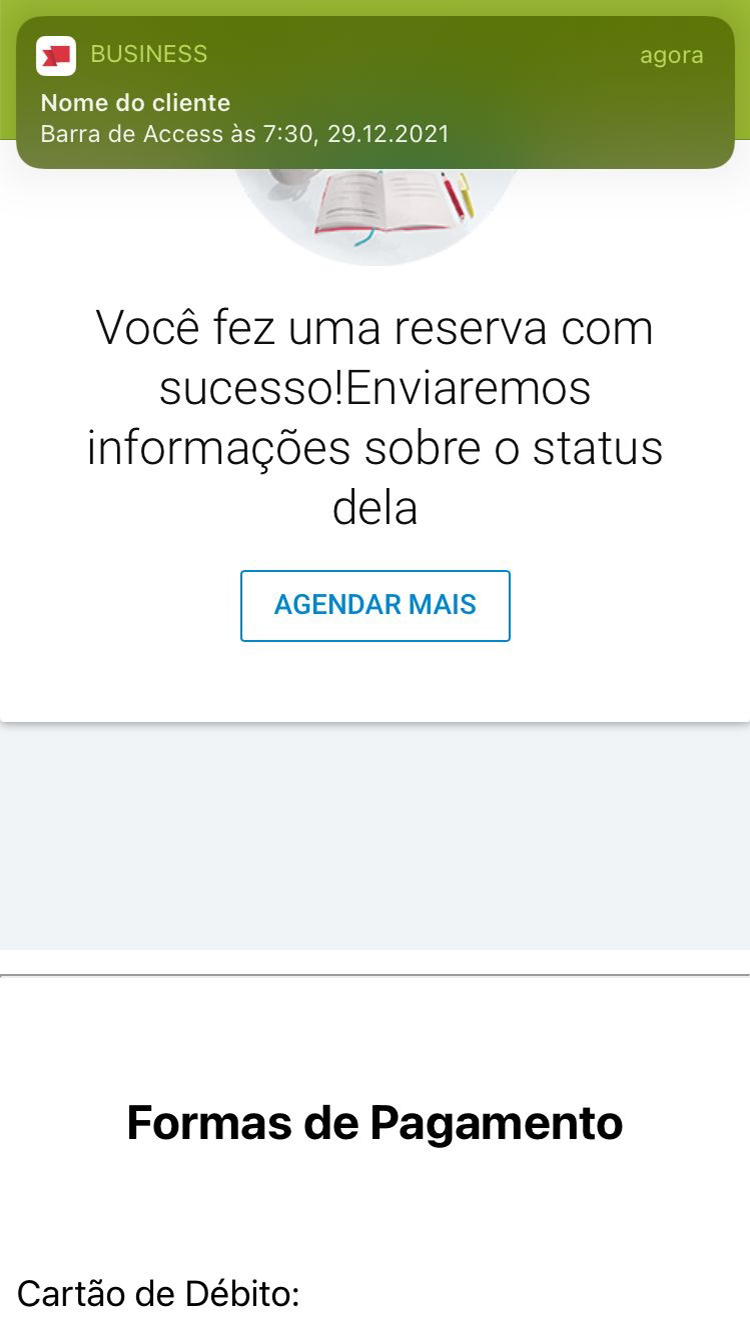 BUSINESS
agora
Nome do cliente
Barra de Access às 7:30, 29.12.2021
Você fez uma reserva com
sucesso!Enviaremos
informações sobre o status
dela
AGENDAR MAIS
Formas de Pagamento
Cartão de Débito: